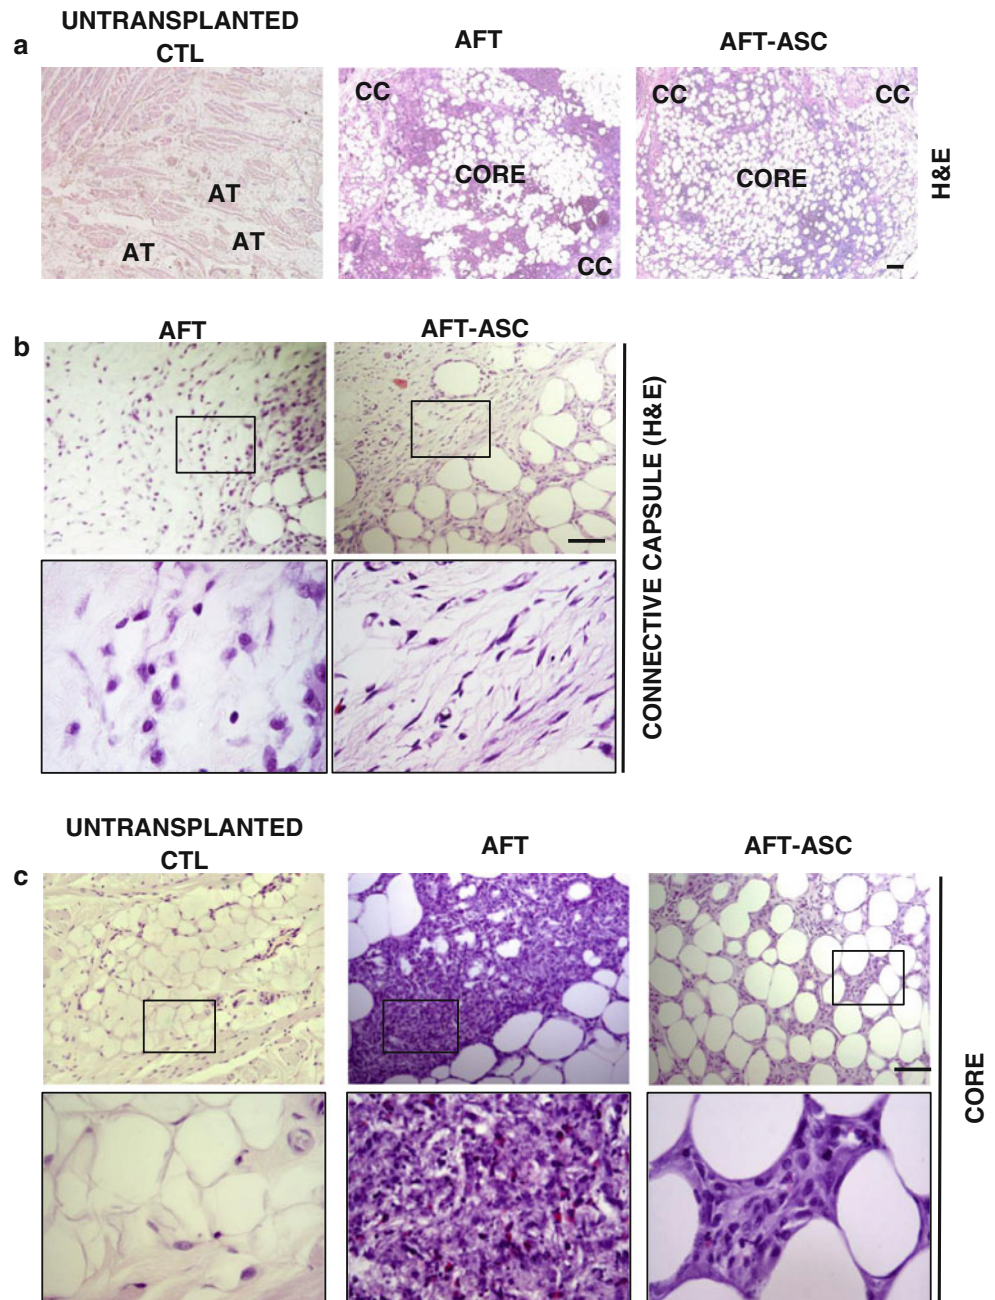 a
UNTRANSPLANTED
CTL
AFT
AFT-ASC
AT
AT
AT
CC
CORE
CC
CC
CC
CORE
H&E
b
AFT
AFT-ASC
CONNECTIVE CAPSULE (H&E)
c
UNTRANSPLANTED
CTL
AFT
AFT-ASC
CORE